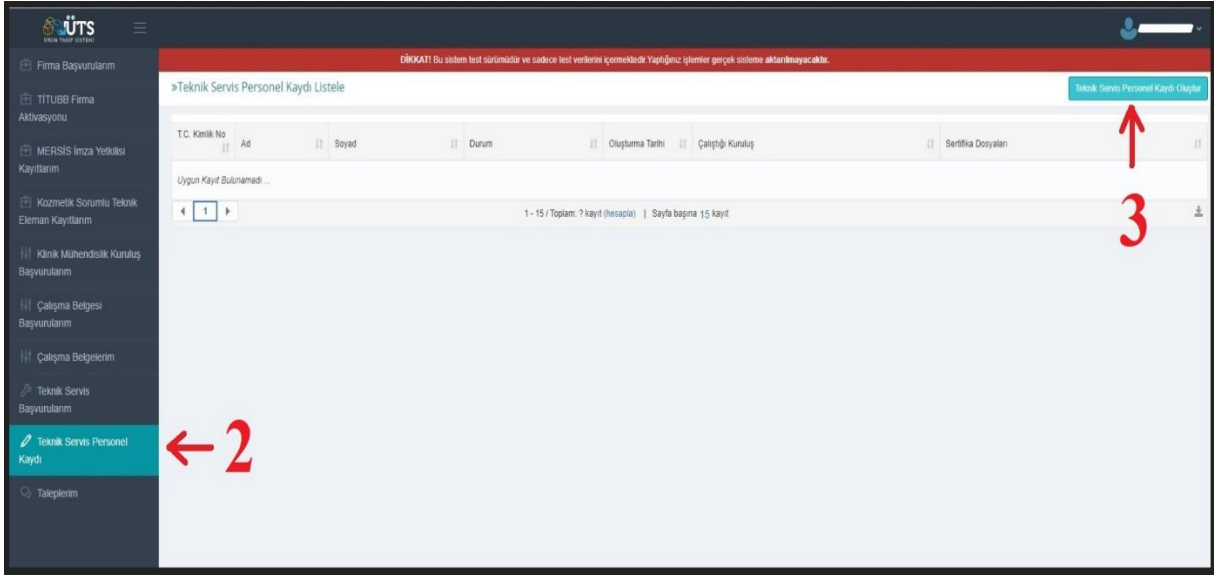 ÜTS
ÜRÜN TAKİP SİSTEMİ
DİKKAT! Bu sistem test sürümüdür ve sadece test verilerini içermektedir.Yaptığınız işlemler gerçek sisteme aktarılmayacaktır.
Firma Başvurularım
TİTUBB Firma
Aktivasyonu
MERSİS İmza Yetkilisi
Kayıtlarım
Kozmetik Sorumlu Teknik
Eleman Kayıtlarım
Klinik Mühendislik Kuruluş
Başvurularım
Çalışma Belgesi
Başvurularım
Çalışma Belgelerim
Teknik Servis
Başvurularım
Teknik Servis Personel
Kaydı
Taleplerim
2
»Teknik Servis Personel Kaydı Listele
Teknik Servis Personel Kaydı Oluştur
3
T.C. Kimlik No Ad Soyad Durum Oluşturma Tarihi Çalıştığı Kuruluş Sertifika Dosyaları
Uygun Kayıt Bulunamadı ...
1
1 - 15 / Toplam: ? kayıt (hesapla) | Sayfa başına 15 kayıt